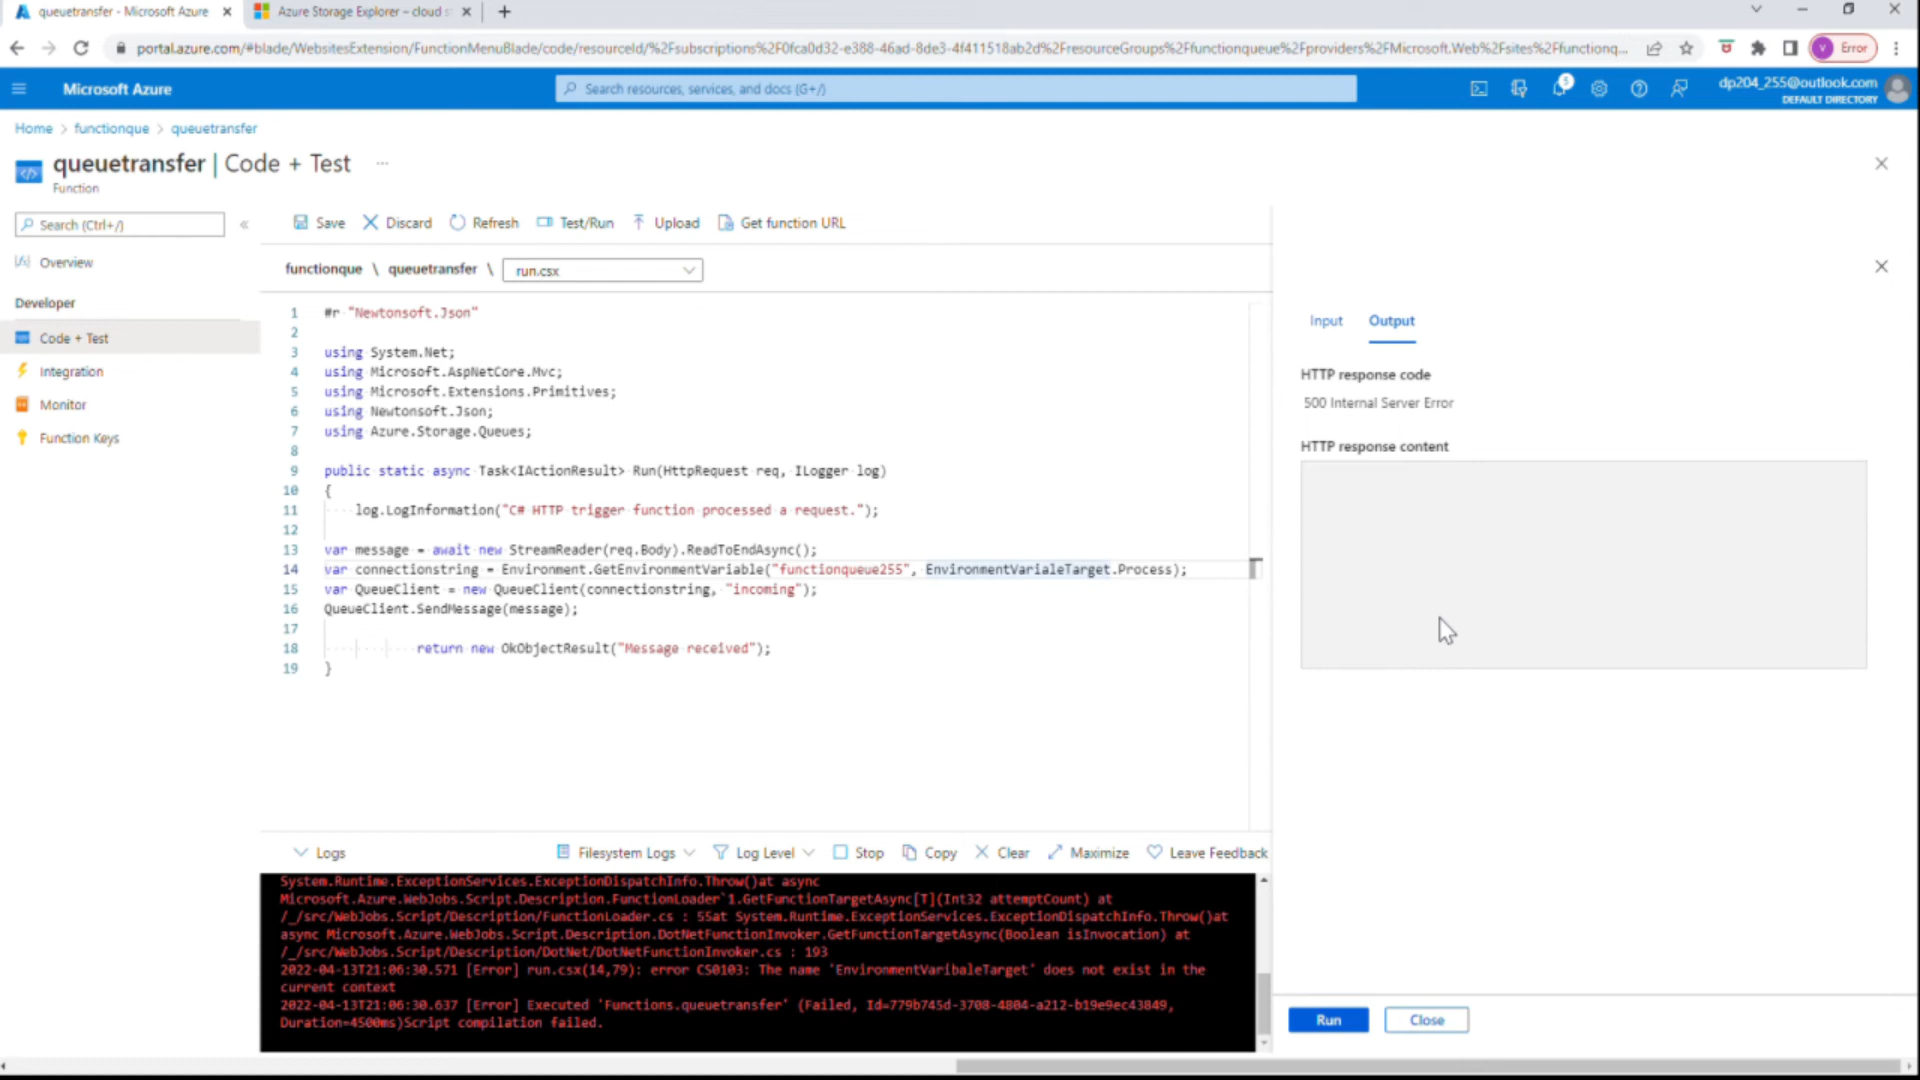 queuetransfer - Microsoft Azure
Azure Storage Explorer – cloud s
portal.azure.com/#blade/WebsitesExtension/FunctionMenuBlade/code/resourceId/%2Fsubscriptions%2F0fca0d32-e388-46ad-8de3-4f411518ab2d%2FresourceGroups%2Ffunctionqueue%2Fproviders%2FMicrosoft.Web%2Fsites%2Ffunctionq...
V Error
Microsoft Azure
Search resources, services, and docs (G+/)
5
dp204_255@outlook.com
DEFAULT DIRECTORY
Home > functionque > queuetransfer
queuetransfer | Code + Test ...
Function
Search (Ctrl+/)
«
Save
Discard
Refresh
Test/Run
Upload
Get function URL
Overview
Developer
Code + Test
Integration
Monitor
Function Keys
functionque \ queuetransfer \ run.csx
1 #r "Newtonsoft.Json"
2
3 using System.Net;
4 using Microsoft.AspNetCore.Mvc;
5 using Microsoft.Extensions.Primitives;
6 using Newtonsoft.Json;
7 using Azure.Storage.Queues;
8
9 public static async Task<IActionResult> Run(HttpRequest req, ILogger log)
10 {
11 log.LogInformation("C# HTTP trigger function processed a request.");
12
13 var message = await new StreamReader(req.Body).ReadToEndAsync();
14 var connectionstring = Environment.GetEnvironmentVariable("functionqueue255", EnvironmentVarialeTarget.Process);
15 var QueueClient = new QueueClient(connectionstring, "incoming");
16 QueueClient.SendMessage(message);
17
18 return new OkObjectResult("Message received");
19 }
Input
Output
HTTP response code
500 Internal Server Error
HTTP response content
Logs
Filesystem Logs
Log Level
Stop
Copy
Clear
Maximize
Leave Feedback
System.Runtime.ExceptionServices.ExceptionDispatchInfo.Throw()at async
Microsoft.Azure.WebJobs.Script.Description.FunctionLoader`1.GetFunctionTargetAsync[T](Int32 attemptCount) at
/_/src/WebJobs.Script/Description/FunctionLoader.cs : 55at System.Runtime.ExceptionServices.ExceptionDispatchInfo.Throw()at
async Microsoft.Azure.WebJobs.Script.Description.DotNetFunctionInvoker.GetFunctionTargetAsync(Boolean isInvocation) at
/_/src/WebJobs.Script/Description/DotNet/DotNetFunctionInvoker.cs : 193
2022-04-13T21:06:30.571 [Error] run.csx(14,79): error CS0103: The name 'EnvironmentVaribaleTarget' does not exist in the
current context
2022-04-13T21:06:30.637 [Error] Executed 'Functions.queuetransfer' (Failed, Id=779b745d-3708-4804-a212-b19e9ec43849,
Duration=4500ms)Script compilation failed.
Run
Close